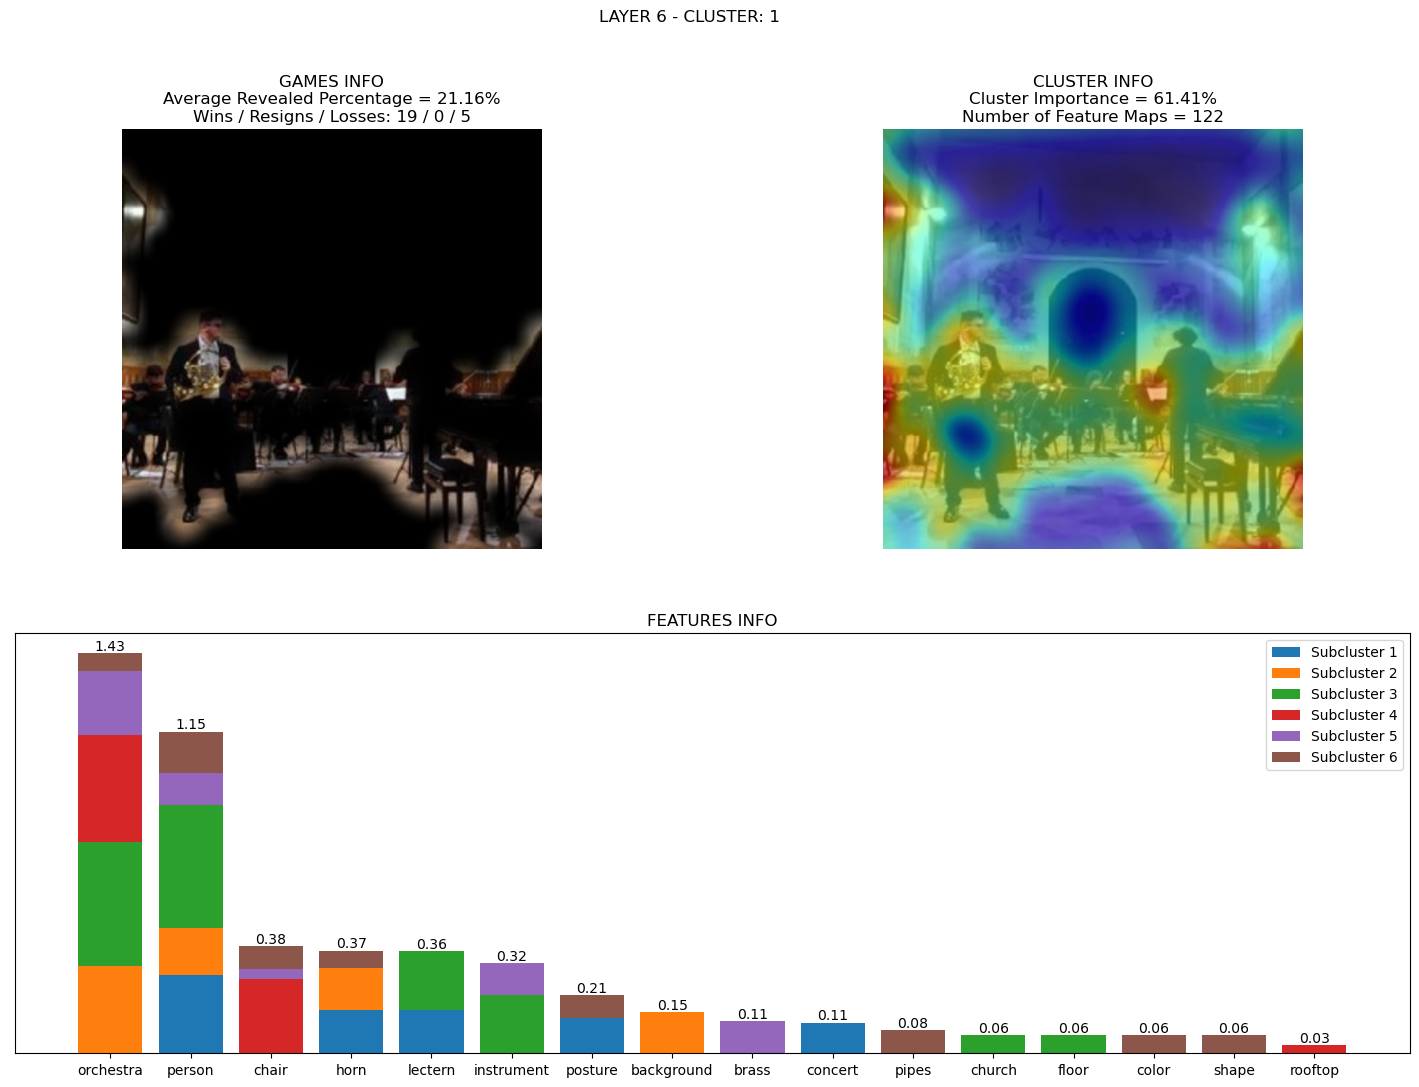 LAYER 6 - CLUSTER: 1
GAMES INFO
Average Revealed Percentage = 21.16%
Wins / Resigns / Losses: 19 / 0 / 5
CLUSTER INFO
Cluster Importance = 61.41%
Number of Feature Maps = 122
FEATURES INFO
1.43
1.15
0.38
0.37
0.36
0.32
0.21
0.15
0.11
0.11
0.08
0.06
0.06
0.06
0.06
0.03
Subcluster 1
Subcluster 2
Subcluster 3
Subcluster 4
Subcluster 5
Subcluster 6
orchestra person chair horn lectern instrument posture background brass concert pipes church floor color shape rooftop